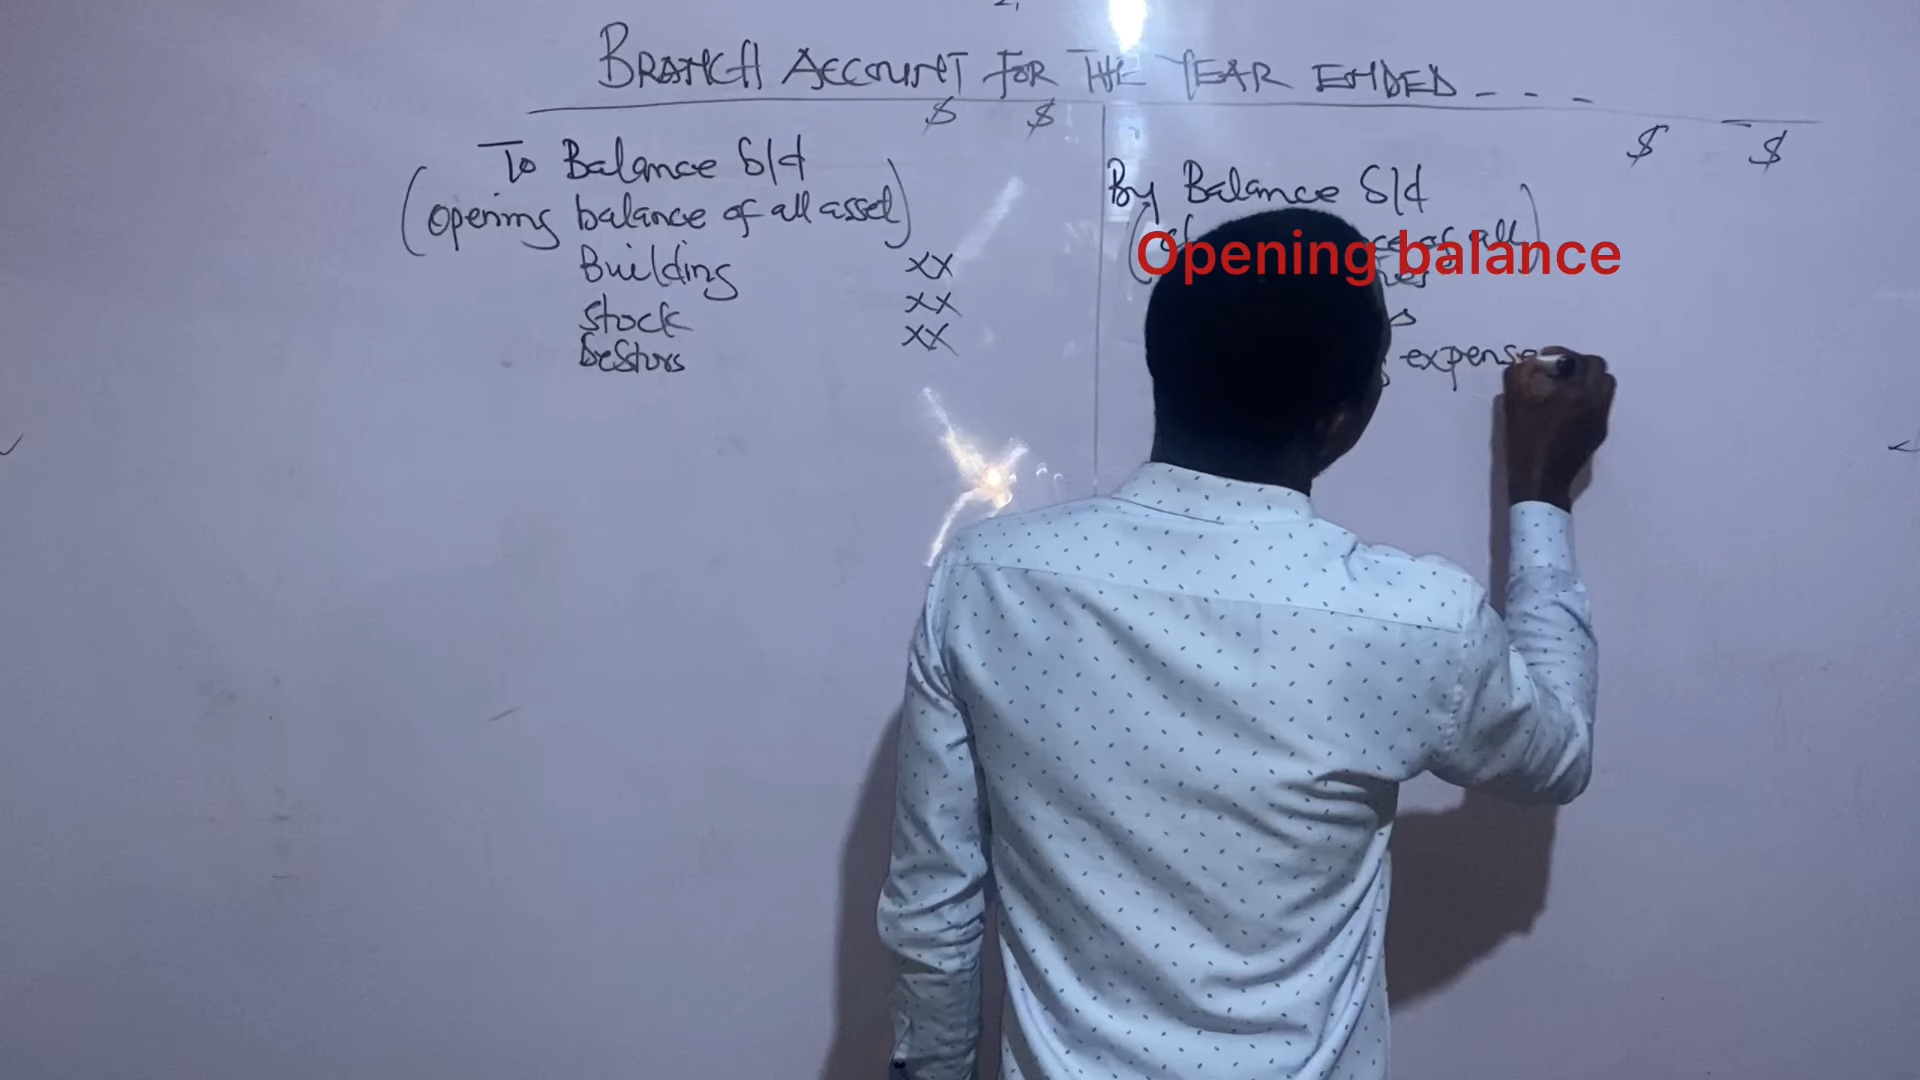 BRANCH ACCOUNT FOR THE YEAR ENDED - - -
$ $
$ $
To Balance b/d
(opening balance of all asset)
Building xx
Stock xx
Debtors xx
By Balance b/d
Opening balance
expense